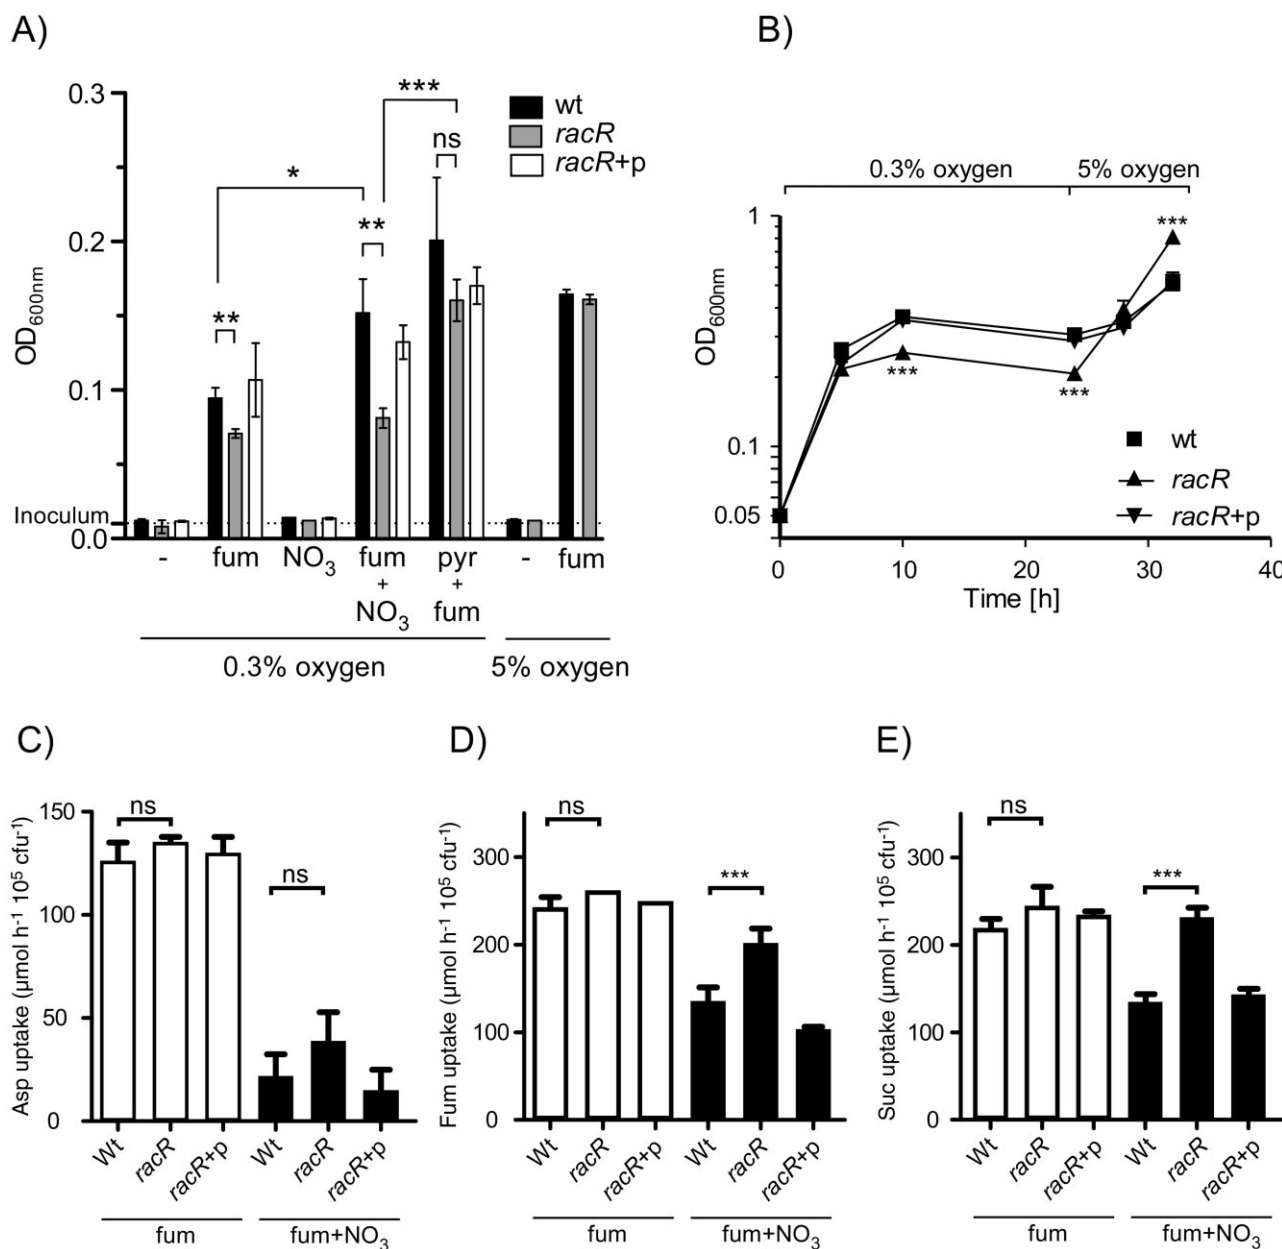 A)
B)
0.3
0.2
0.1
0.0
Inoculum
OD600nm
***
ns
*
**
**
wt
racR
racR+p
- fum NO3 fum + NO3 pyr + fum - fum
0.3% oxygen 5% oxygen
0.3% oxygen 5% oxygen
1
0.1
0.05
OD600nm
***
***
***
wt
racR
racR+p
0 10 20 30 40
Time [h]
C)
D)
E)
150
100
50
0
Asp uptake (µmol h-1 105 cfu-1)
ns
ns
Wt racR racR+p Wt racR racR+p
fum fum+NO3
300
200
100
0
Fum uptake (µmol h-1 105 cfu-1)
ns
***
Wt racR racR+p Wt racR racR+p
fum fum+NO3
300
200
100
0
Suc uptake (µmol h-1 105 cfu-1)
ns
***
Wt racR racR+p Wt racR racR+p
fum fum+NO3